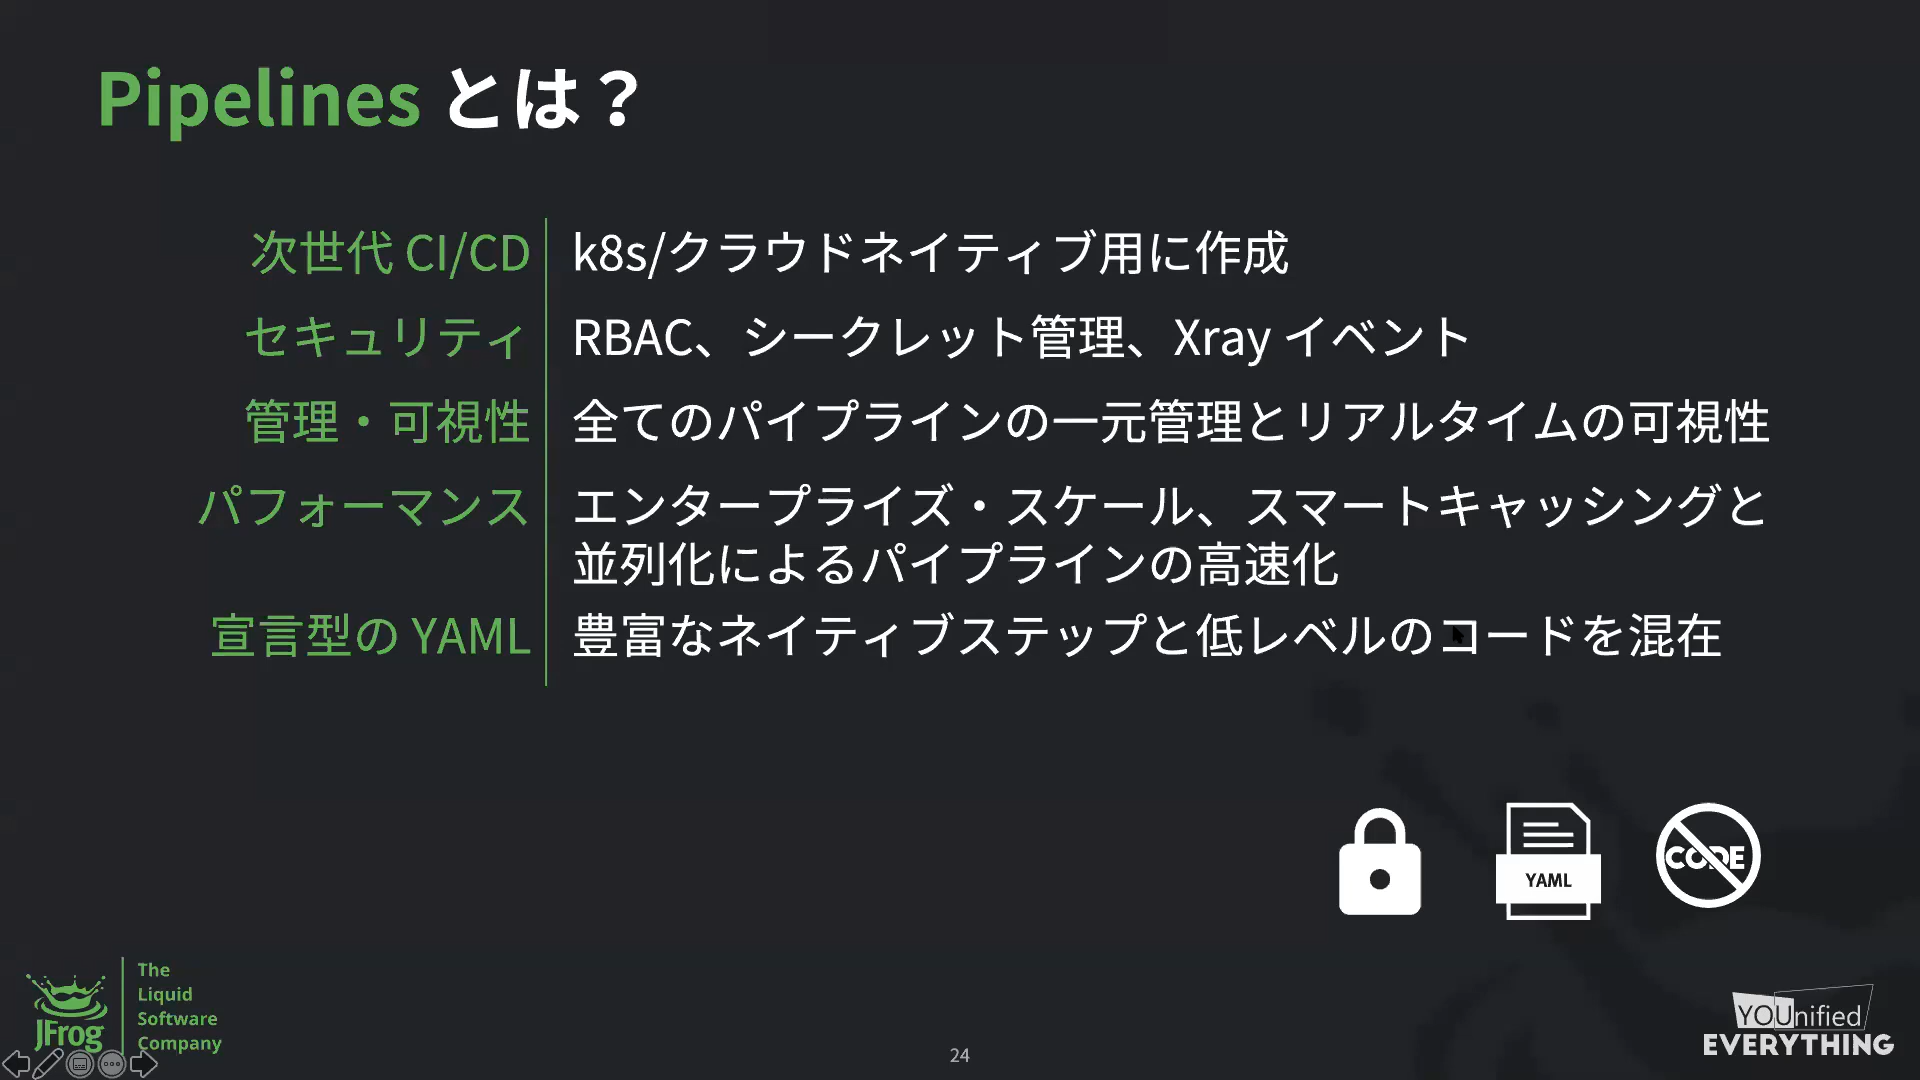 Pipelines とは？
次世代 CI/CD
k8s/クラウドネイティブ用に作成
セキュリティ
RBAC、シークレット管理、Xray イベント
管理・可視性
全てのパイプラインの一元管理とリアルタイムの可視性
パフォーマンス
エンタープライズ・スケール、スマートキャッシングと
並列化によるパイプラインの高速化
宣言型の YAML
豊富なネイティブステップと低レベルのコードを混在
YAML
CODE
JFrog
The
Liquid
Software
Company
24
YOUnified
EVERYTHING